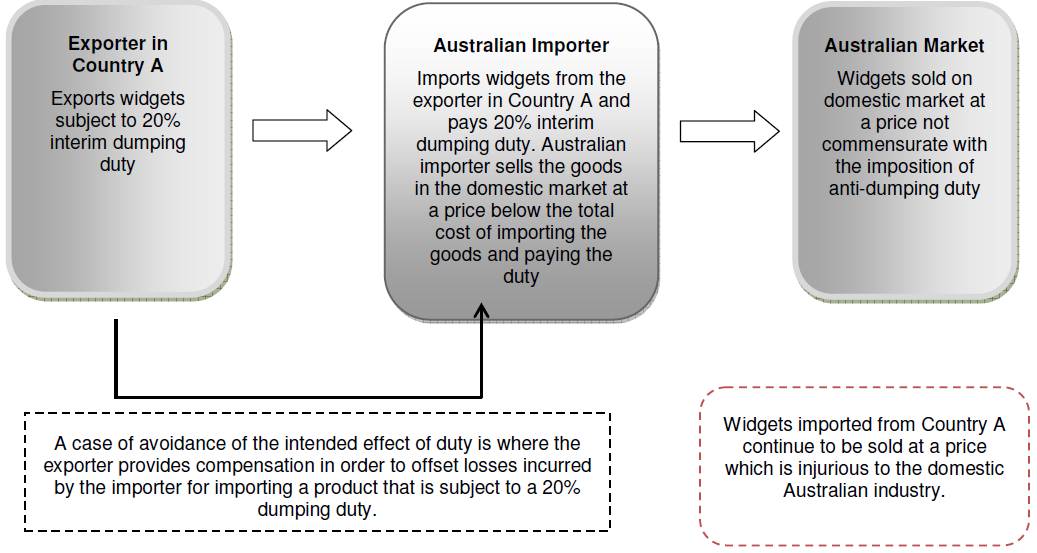 Exporter in
Country A
Exports widgets
subject to 20%
interim dumping
duty
Australian Importer
Imports widgets from the
exporter in Country A and
pays 20% interim
dumping duty. Australian
importer sells the goods
in the domestic market at
a price below the total
cost of importing the
goods and paying the
duty
Australian Market
Widgets sold on
domestic market at
a price not
commensurate with
the imposition of
anti-dumping duty
A case of avoidance of the intended effect of duty is where the
exporter provides compensation in order to offset losses incurred
by the importer for importing a product that is subject to a 20%
dumping duty.
Widgets imported from Country A
continue to be sold at a price
which is injurious to the domestic
Australian industry.